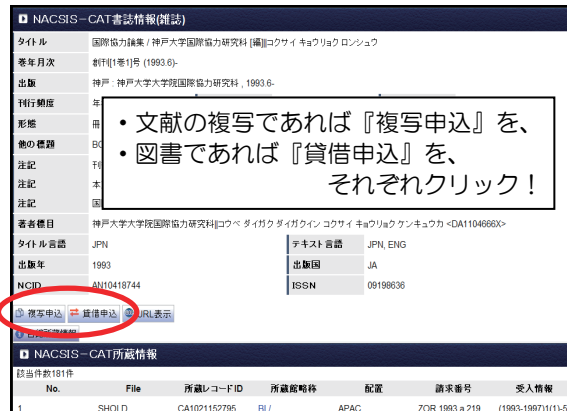 NACSIS-CAT書誌情報(雑誌)
タイトル 国際協力論集 / 神戸大学国際協力研究科 [編]||コクサイ キョウリョク ロンシュウ
巻年月次 創刊[1巻1]号 (1993.6)-
出版 神戸 : 神戸大学大学院国際協力研究科 , 1993.6-
刊行頻度 年
形態 冊
他の標題
注記 刊
注記 本
注記 国
・文献の複写であれば『複写申込』を、
・図書であれば『貸借申込』を、
それぞれクリック！
著者標目 神戸大学大学院国際協力研究科||コウベ ダイガク ダイガクイン コクサイ キョウリョク ケンキュウカ <DA1104666X>
タイトル言語 JPN テキスト言語 JPN, ENG
出版年 1993 出版国 JA
NCID AN10418744 ISSN 09198636
複写申込 貸借申込 URL表示
NACSIS-CAT所蔵情報
該当件数181件
No. File 所蔵レコードID 所蔵館略称 配置 請求番号 受入情報
1 SHOLD CA1021152795 BL/ APAC ZOR 1993 a 219 (1993-1997)1(1)-5